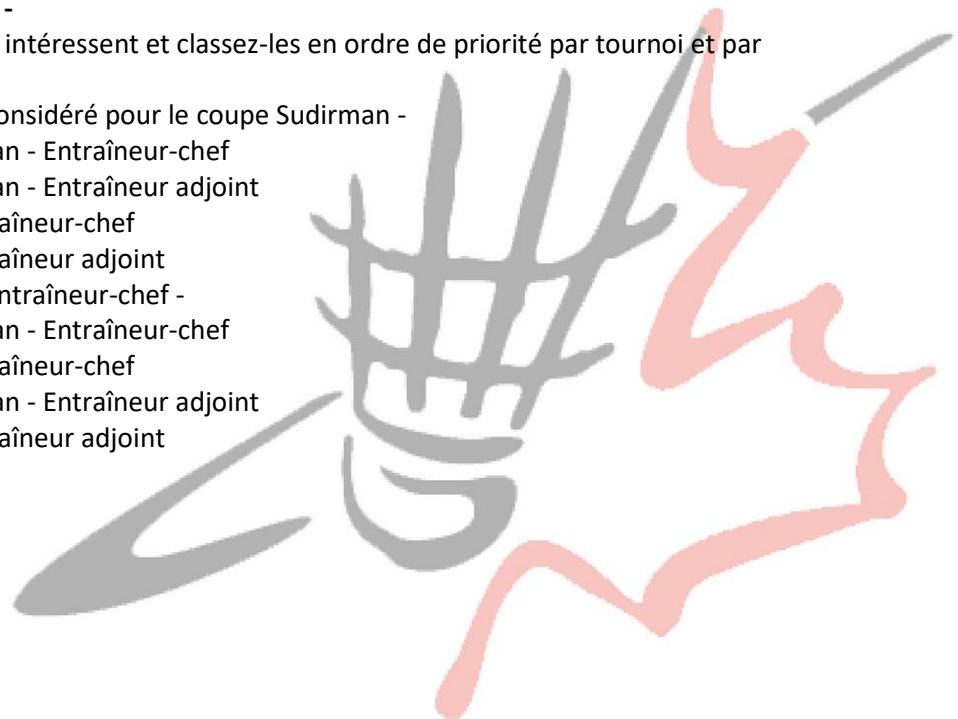 -
intéressent et classez-les en ordre de priorité par tournoi et par
onsidéré pour le coupe Sudirman -
an - Entraîneur-chef
an - Entraîneur adjoint
aîneur-chef
aîneur adjoint
ntraîneur-chef -
an - Entraîneur-chef
aîneur-chef
an - Entraîneur adjoint
aîneur adjoint